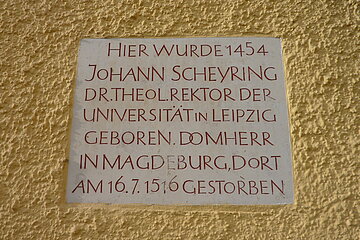 HIER WURDE 1454
JOHANN SCHEYRING
DR. THEOL. REKTOR DER
UNIVERSITÄT IN LEIPZIG
GEBOREN. DOMHERR
IN MAGDEBURG, DORT
AM 16.7.1516 GESTORBEN